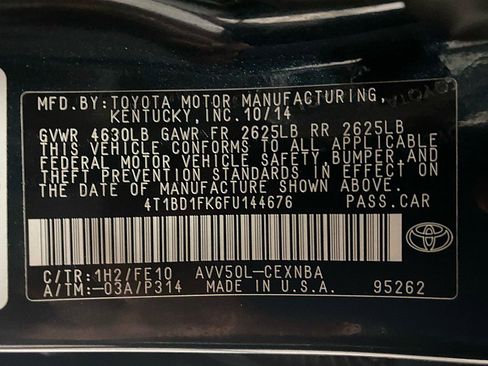 MFD.BY:TOYOTA MOTOR MANUFACTURING,
KENTUCKY,INC.10/14
GVWR 4630LB GAWR FR 2625LB RR 2625LB
THIS VEHICLE CONFORMS TO ALL APPLICABLE
FEDERAL MOTOR VEHICLE SAFETY,BUMPER,AND
THEFT PREVENTION STANDARDS IN EFFECT ON
THE DATE OF MANUFACTURE SHOWN ABOVE.
4T1BD1FK6FU144676 PASS.CAR
C/TR:1H2/FE10 AVV50L-CEXNBA
A/TM:-03A/P314 MADE IN U.S.A. 95262